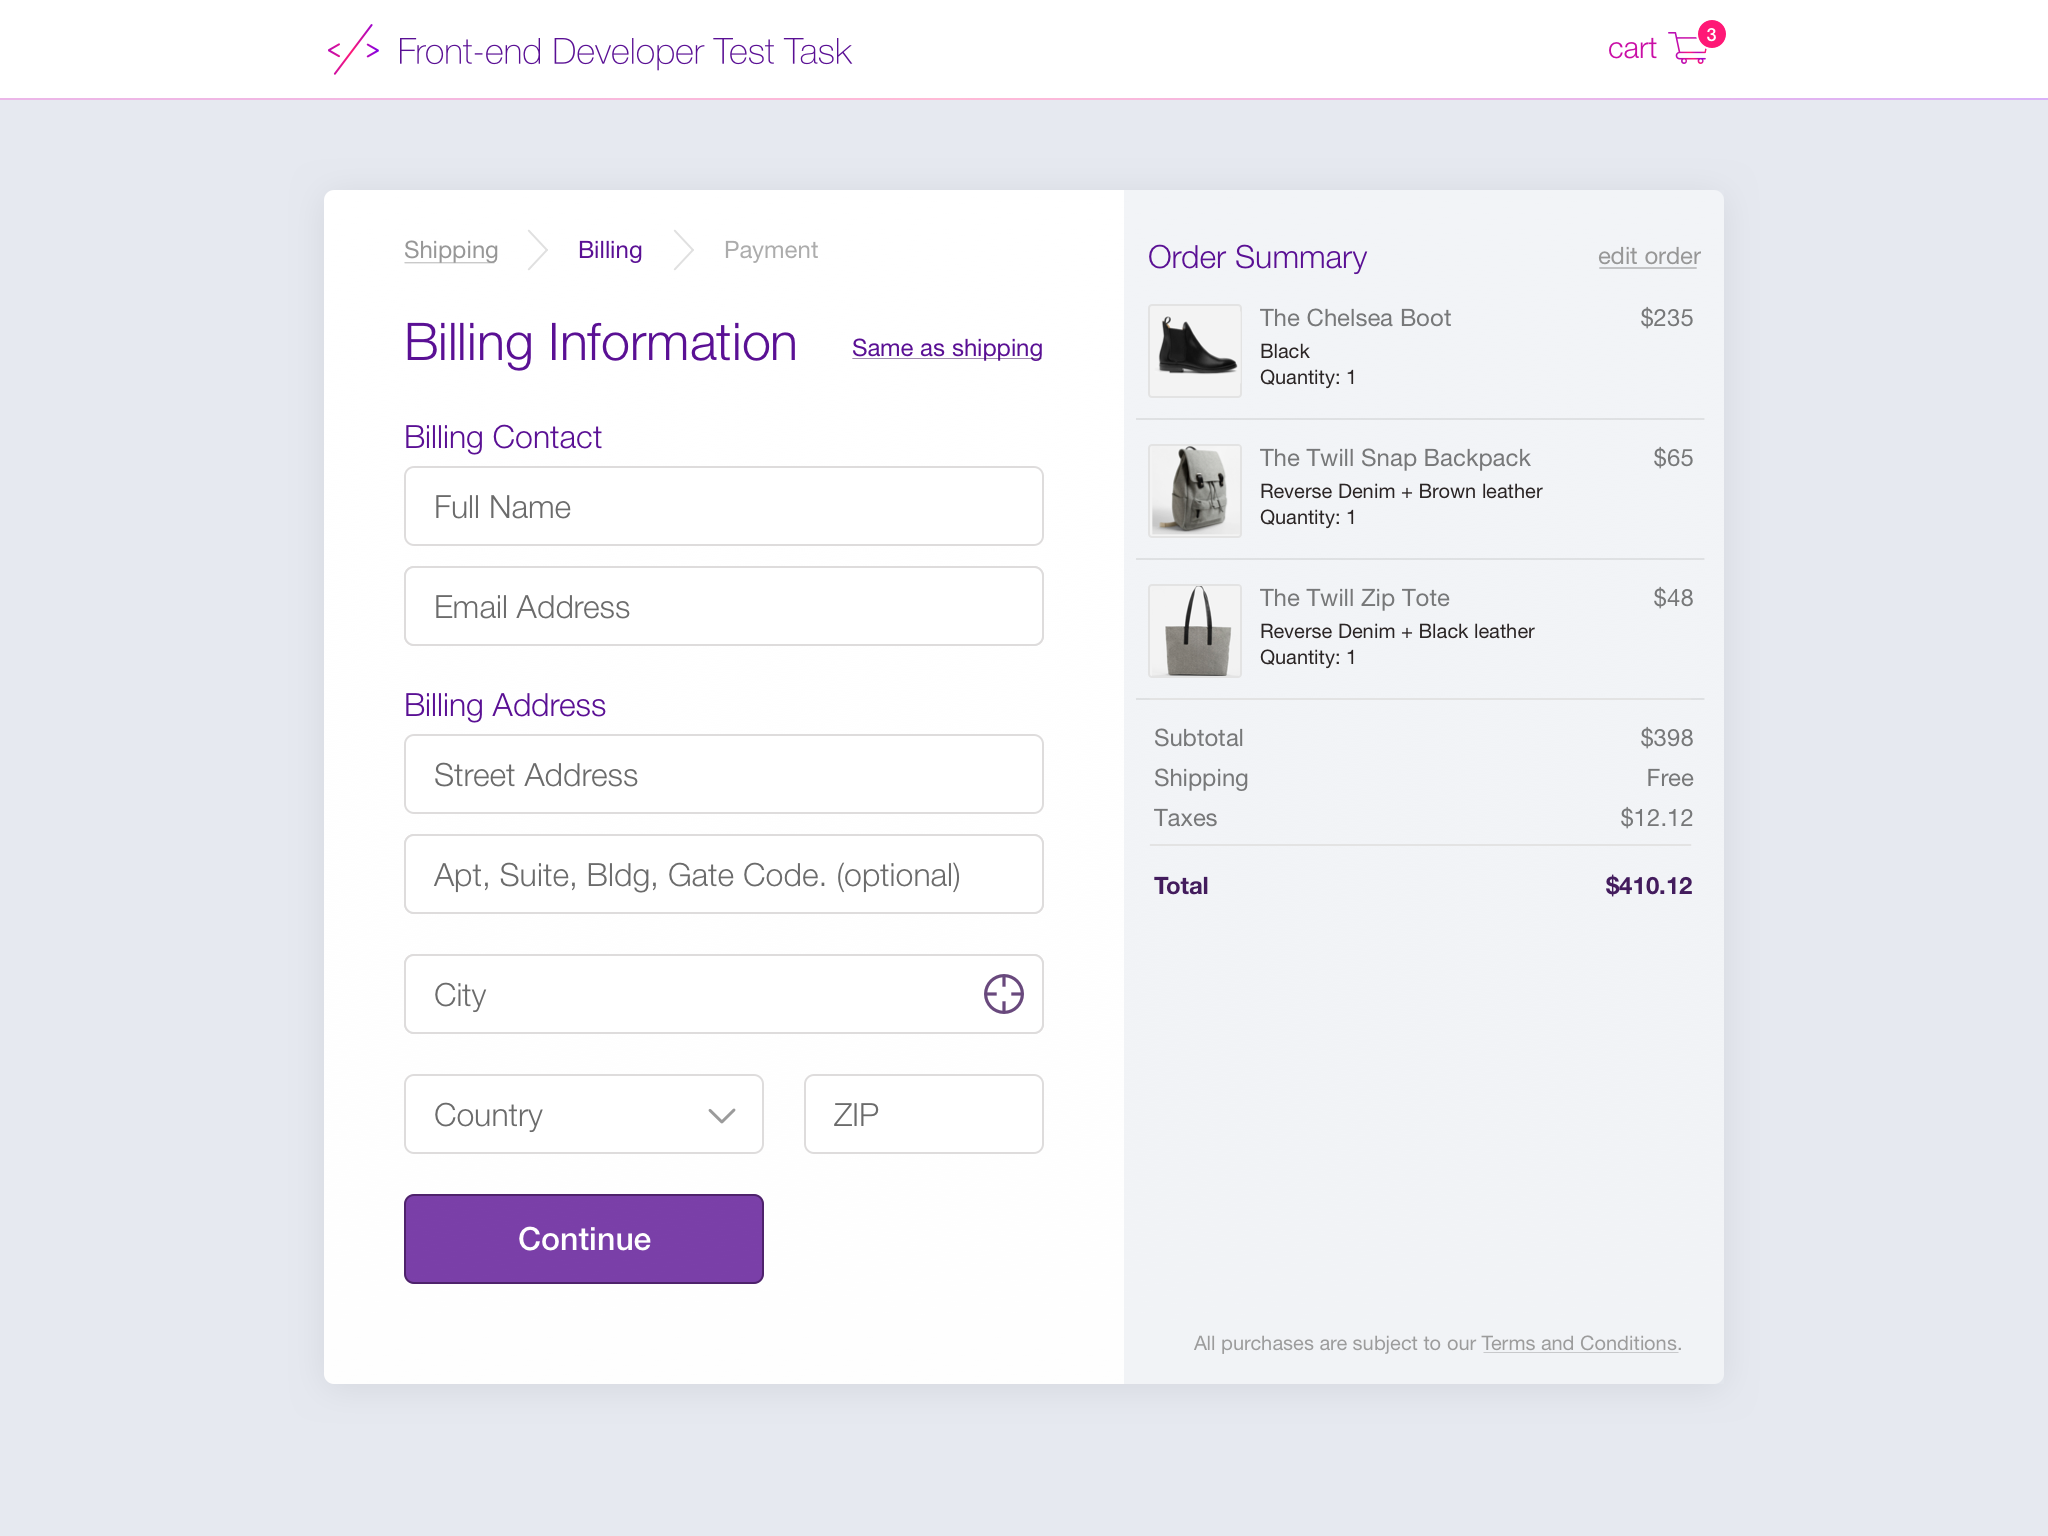 </> Front-end Developer Test Task
cart 3
Shipping Billing Payment
Billing Information Same as shipping
Billing Contact
Full Name
Email Address
Billing Address
Street Address
Apt, Suite, Bldg, Gate Code. (optional)
City
Country ZIP
Continue
Order Summary edit order
The Chelsea Boot $235
Black
Quantity: 1
The Twill Snap Backpack $65
Reverse Denim + Brown leather
Quantity: 1
The Twill Zip Tote $48
Reverse Denim + Black leather
Quantity: 1
Subtotal $398
Shipping Free
Taxes $12.12
Total $410.12
All purchases are subject to our Terms and Conditions.